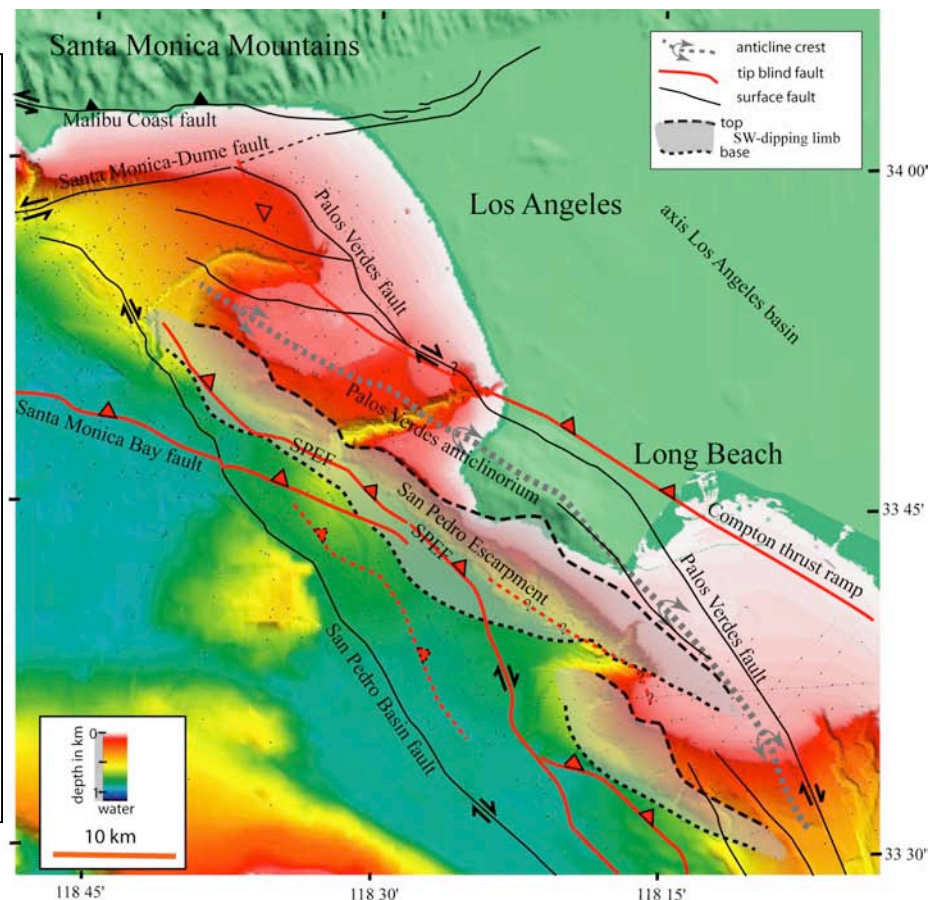 Santa Monica Mountains
anticline crest
tip blind fault
surface fault
top
SW-dipping limb
base
Malibu Coast fault
Santa Monica-Dume fault
34 00'
Palos Verdes fault
Los Angeles
axis Los Angeles basin
?
Palos Verdes anticlinorium
Santa Monica Bay fault
SPEF
Long Beach
San Pedro Escarpment
SPEF
Compton thrust ramp
33 45'
Palos Verdes fault
San Pedro Basin fault
0
depth in km
1
water
10 km
33 30'
118 45'
118 30'
118 15'